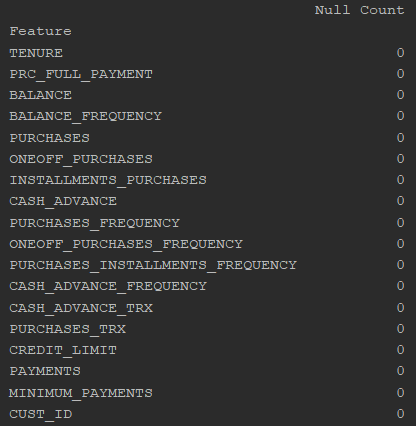 Null Count
Feature
TENURE 0
PRC_FULL_PAYMENT 0
BALANCE 0
BALANCE_FREQUENCY 0
PURCHASES 0
ONEOFF_PURCHASES 0
INSTALLMENTS_PURCHASES 0
CASH_ADVANCE 0
PURCHASES_FREQUENCY 0
ONEOFF_PURCHASES_FREQUENCY 0
PURCHASES_INSTALLMENTS_FREQUENCY 0
CASH_ADVANCE_FREQUENCY 0
CASH_ADVANCE_TRX 0
PURCHASES_TRX 0
CREDIT_LIMIT 0
PAYMENTS 0
MINIMUM_PAYMENTS 0
CUST_ID 0